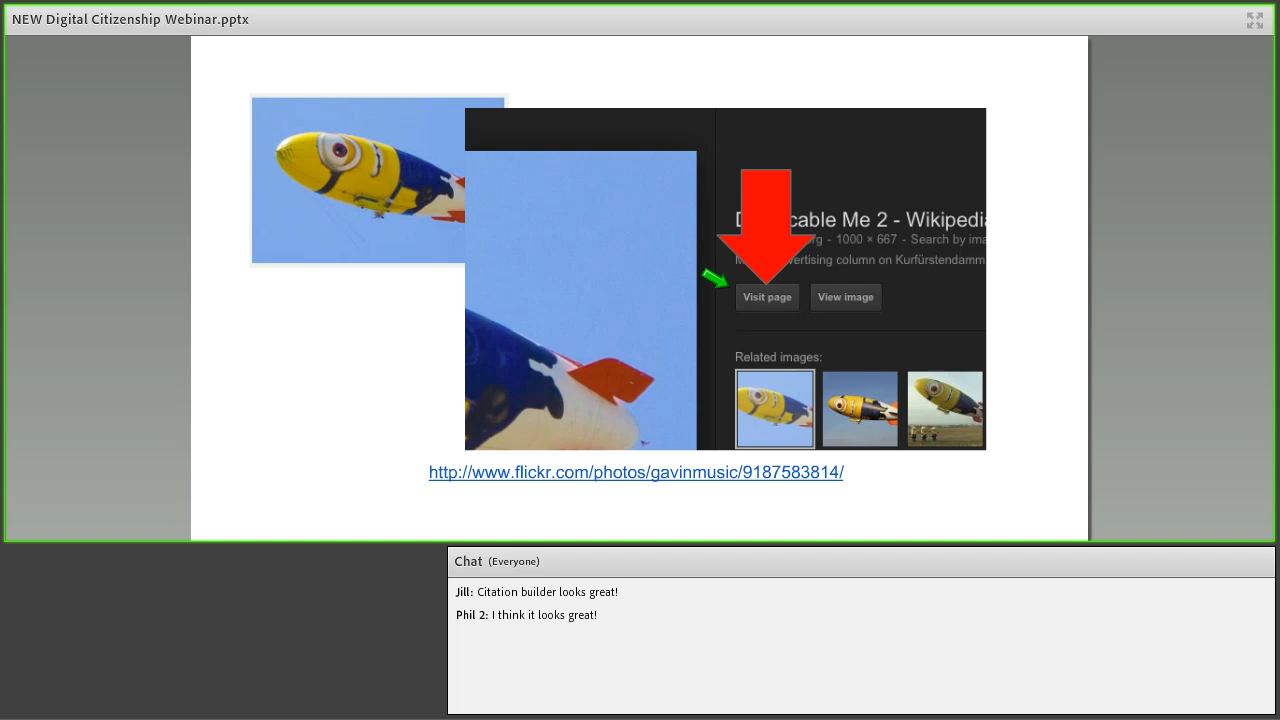 NEW Digital Citizenship Webinar.pptx
cable Me 2 - Wikipedia
- 1000 × 667 - Search by ima
column on Kurfürstendamm
Visit page
View image
Related images:
http://www.flickr.com/photos/gavinmusic/9187583814/
Chat (Everyone)
Jill: Citation builder looks great!
Phil 2: I think it looks great!